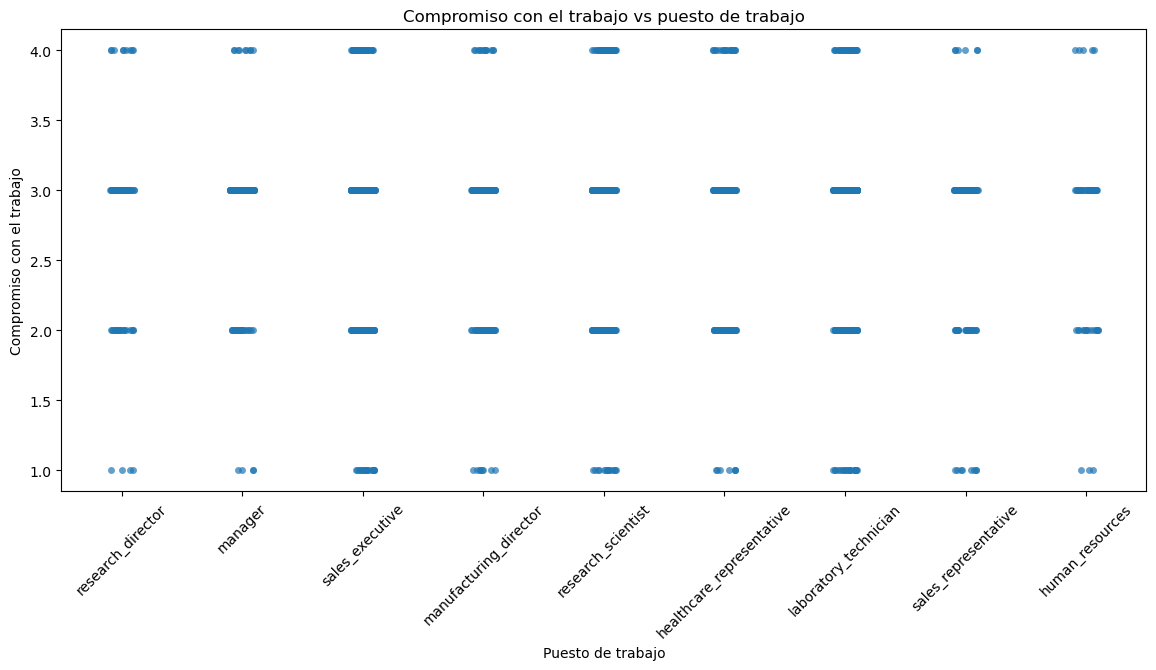 Compromiso con el trabajo vs puesto de trabajo
Compromiso con el trabajo
4.0
3.5
3.0
2.5
2.0
1.5
1.0
research_director
manager
sales_executive
manufacturing_director
research_scientist
healthcare_representative
laboratory_technician
sales_representative
human_resources
Puesto de trabajo